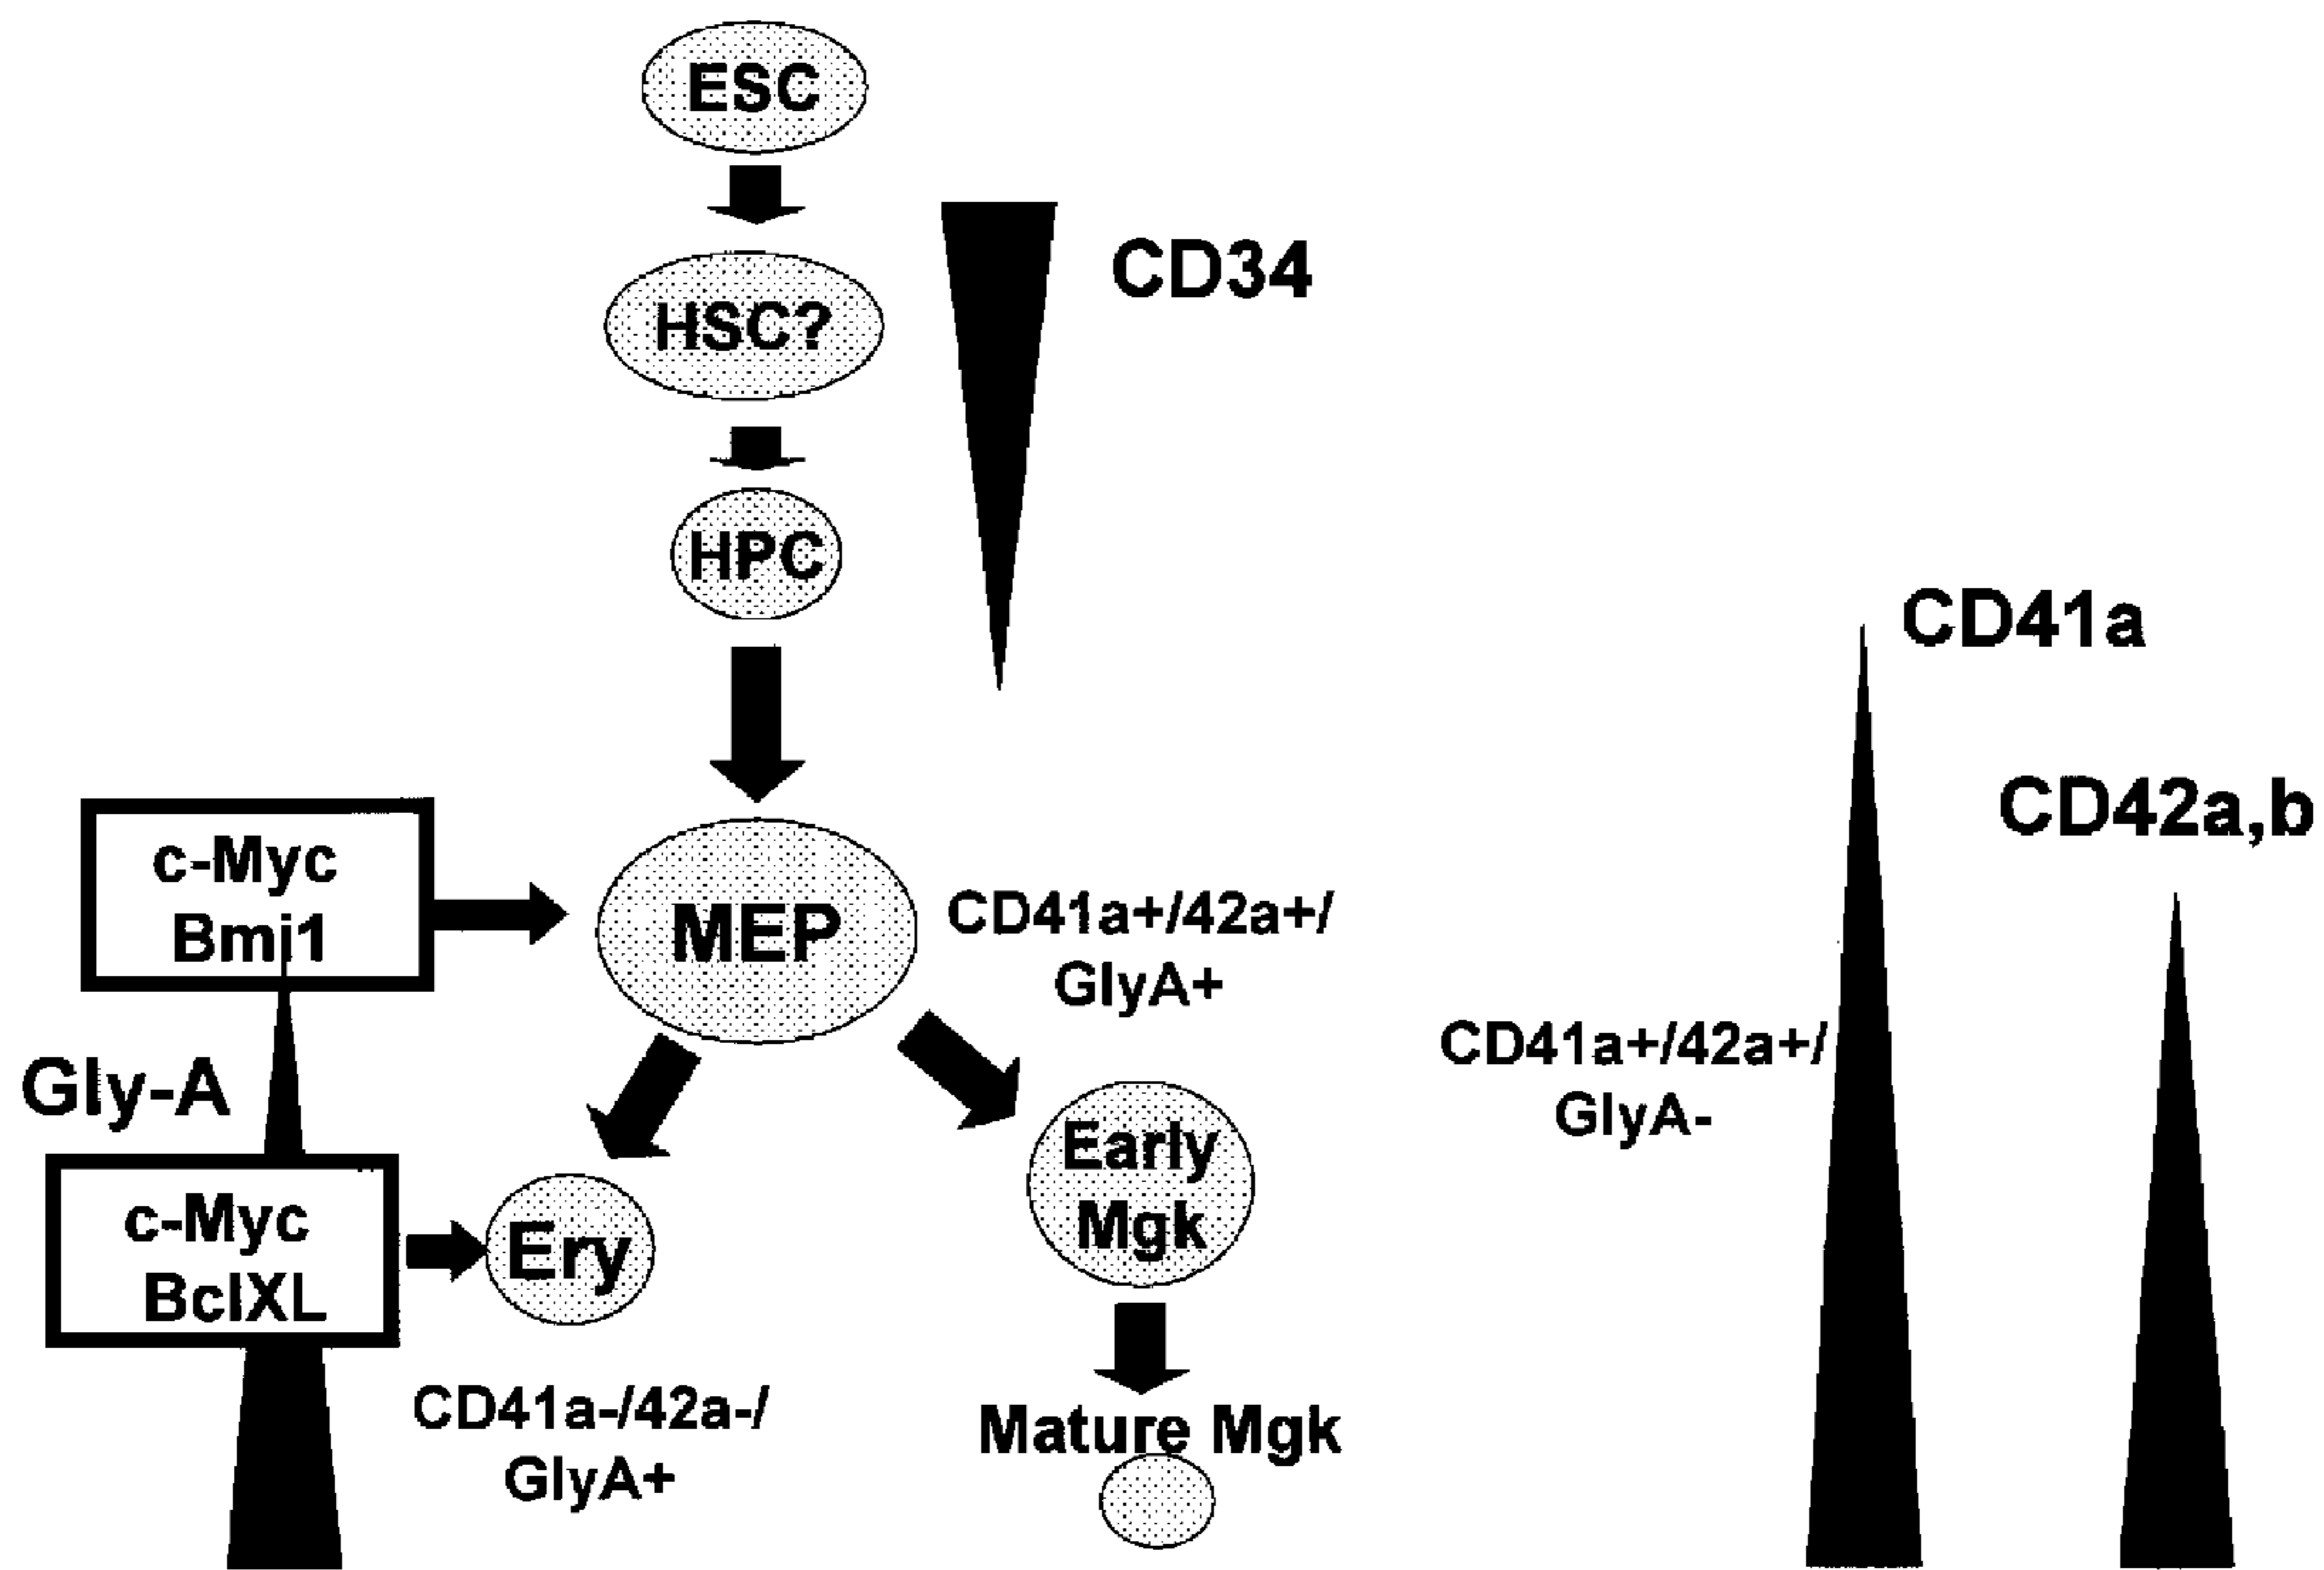 ESC
CD34
HSC?
HPC
CD41a
CD42a,b
c-Myc
Bmi1
MEP
CD41a+/42a+/
GlyA+
CD41a+/42a+/
GlyA-
Gly-A
Early
Mgk
c-Myc
BclXL
Ery
CD41a-/42a-/
GlyA+
Mature Mgk